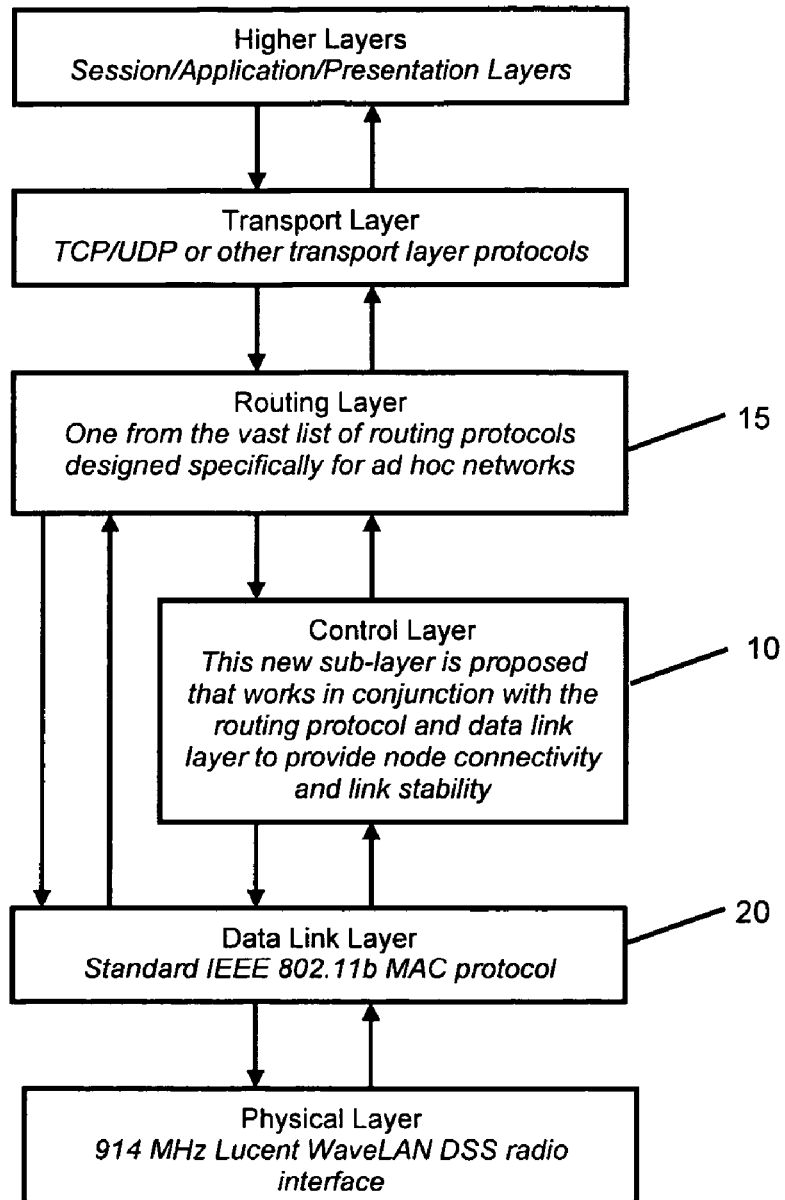 Higher Layers
Session/Application/Presentation Layers
Transport Layer
TCP/UDP or other transport layer protocols
Routing Layer
One from the vast list of routing protocols
designed specifically for ad hoc networks
15
Control Layer
This new sub-layer is proposed
that works in conjunction with the
routing protocol and data link
layer to provide node connectivity
and link stability
10
Data Link Layer
Standard IEEE 802.11b MAC protocol
20
Physical Layer
914 MHz Lucent WaveLAN DSS radio
interface